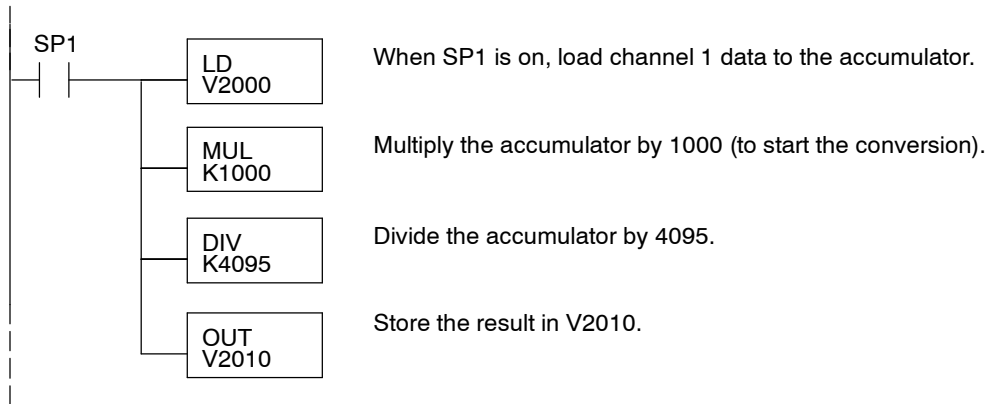 SP1
LD
V2000
When SP1 is on, load channel 1 data to the accumulator.
MUL
K1000
Multiply the accumulator by 1000 (to start the conversion).
DIV
K4095
Divide the accumulator by 4095.
OUT
V2010
Store the result in V2010.